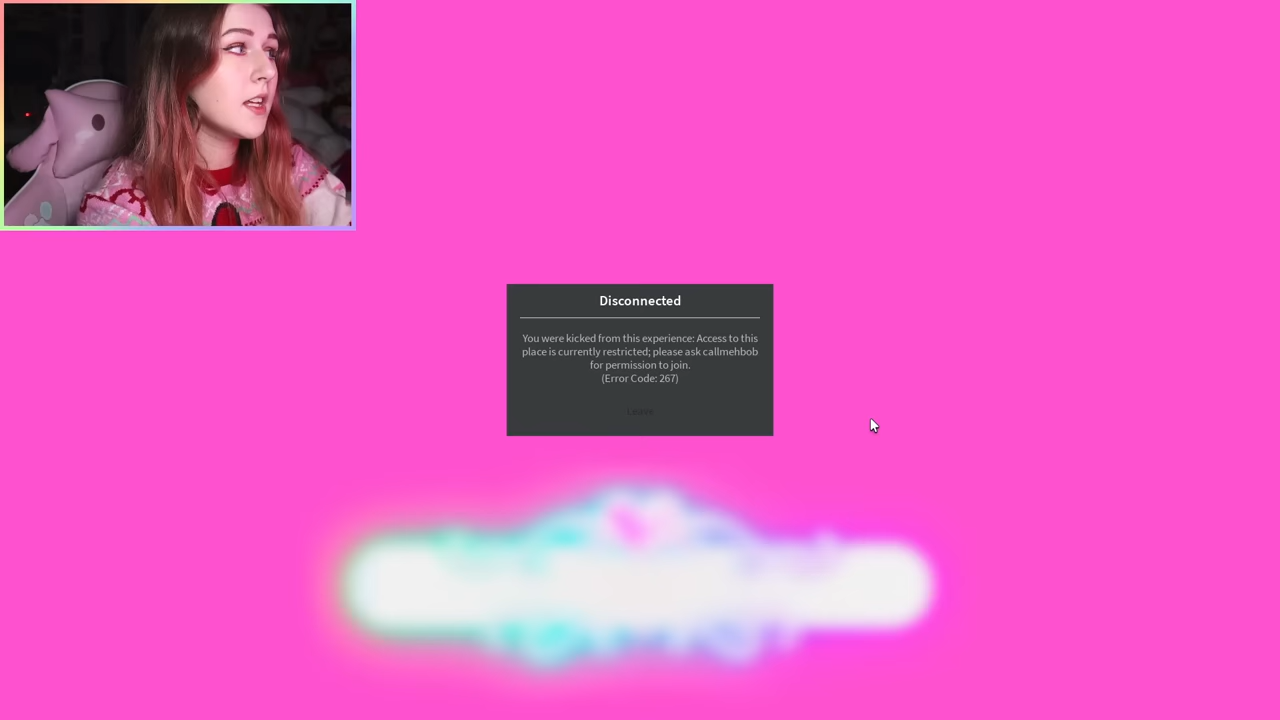 Disconnected
You were kicked from this experience: Access to this
place is currently restricted; please ask callmehbob
for permission to join.
(Error Code: 267)
Leave